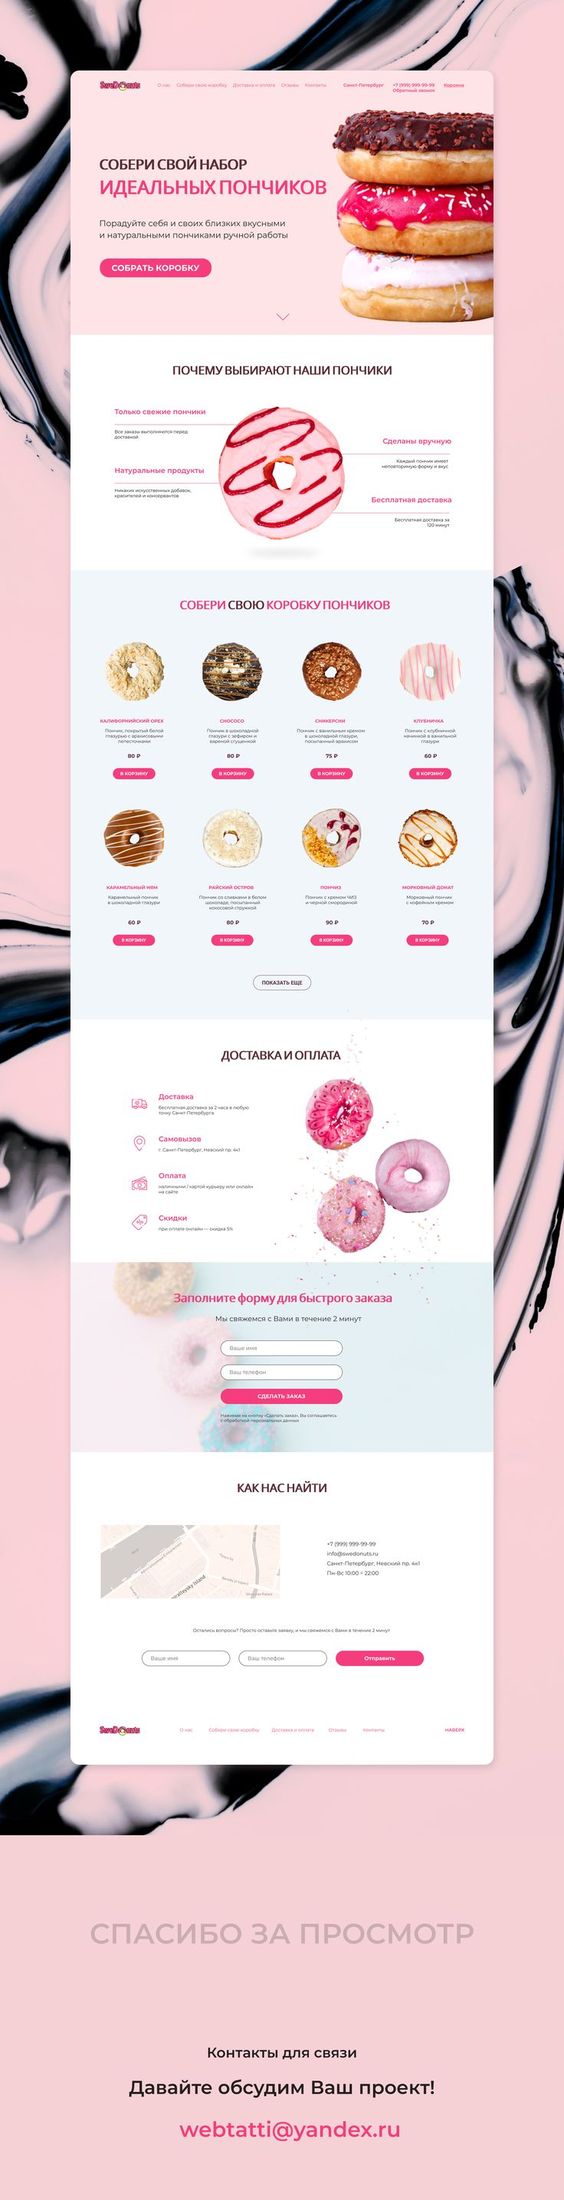 SweDonuts
О нас Собери свою коробку Доставка и оплата Отзывы Контакты Санкт-Петербург +7 (999) 999-99-99 Корзина
Обратный звонок
СОБЕРИ СВОЙ НАБОР
ИДЕАЛЬНЫХ ПОНЧИКОВ
Порадуйте себя и своих близких вкусными
и натуральными пончиками ручной работы
СОБРАТЬ КОРОБКУ
ПОЧЕМУ ВЫБИРАЮТ НАШИ ПОНЧИКИ
Только свежие пончики
Все заказы выполняются перед
доставкой
Сделаны вручную
Каждый пончик имеет
неповторимую форму и вкус
Натуральные продукты
Никаких искусственных добавок,
красителей и консервантов
Бесплатная доставка
Бесплатная доставка за
120 минут
СОБЕРИ СВОЮ КОРОБКУ ПОНЧИКОВ
КАЛИФОРНИЙСКИЙ ОРЕХ
Пончик, покрытый белой
глазурью с арахисовыми
лепесточками
80 ₽
В КОРЗИНУ
CHOCOCO
Пончик в шоколадной
глазури с зефиром и
вареной сгущенкой
80 ₽
В КОРЗИНУ
СНИККЕРСНИ
Пончик с ванильным кремом
в шоколадной глазури,
посыпанный арахисом
75 ₽
В КОРЗИНУ
КЛУБНИЧКА
Пончик с клубничной
начинкой в ванильной
глазури
60 ₽
В КОРЗИНУ
КАРАМЕЛЬНЫЙ НЯМ
Карамельный пончик
в шоколадной глазури
60 ₽
В КОРЗИНУ
РАЙСКИЙ ОСТРОВ
Пончик со сливками в белом
шоколаде, посыпанный
кокосовой стружкой
80 ₽
В КОРЗИНУ
ПОНЧИЗ
Пончик с кремом ЧИЗ
и черной смородиной
90 ₽
В КОРЗИНУ
МОРКОВНЫЙ ДОНАТ
Морковный пончик
с кофейным кремом
70 ₽
В КОРЗИНУ
ПОКАЗАТЬ ЕЩЕ
ДОСТАВКА И ОПЛАТА
Доставка
бесплатная доставка за 2 часа в любую
точку Санкт-Петербурга
Самовывоз
г. Санкт-Петербург, Невский пр. 4к1
Оплата
наличными / картой курьеру или онлайн
на сайте
Скидки
при оплате онлайн — скидка 5%
Заполните форму для быстрого заказа
Мы свяжемся с Вами в течение 2 минут
Ваше имя
Ваш телефон
СДЕЛАТЬ ЗАКАЗ
Нажимая на кнопку «Сделать заказ», Вы соглашаетесь
с обработкой персональных данных
КАК НАС НАЙТИ
+7 (999) 999-99-99
info@swedonuts.ru
Санкт-Петербург, Невский пр. 4к1
Пн-Вс 10:00 – 22:00
Остались вопросы? Просто оставьте заявку, и мы свяжемся с Вами в течение 2 минут
Ваше имя Ваш телефон Отправить
SweDonuts О нас Собери свою коробку Доставка и оплата Отзывы Контакты НАВЕРХ
СПАСИБО ЗА ПРОСМОТР
Контакты для связи
Давайте обсудим Ваш проект!
webtatti@yandex.ru